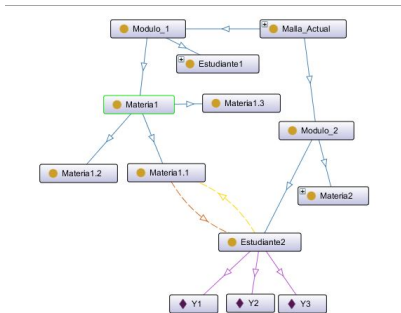 Modulo_1
Malla_Actual
Estudiante1
Materia1
Materia1.3
Modulo_2
Materia1.2
Materia1.1
Materia2
Estudiante2
Y1
Y2
Y3